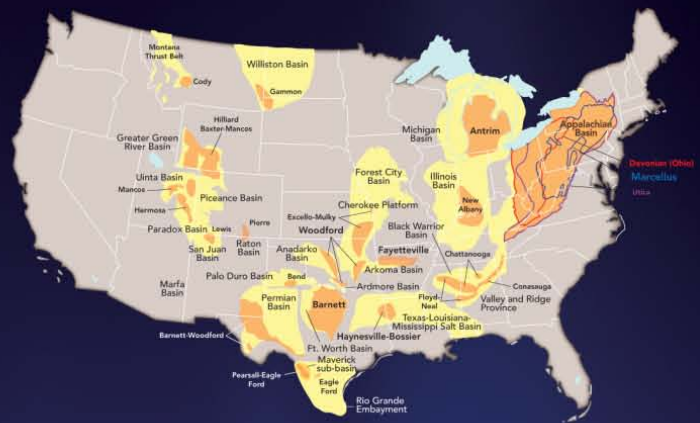 Montana
Thrust Belt
Cody
Williston Basin
Gammon
Hilliard
Baxter-Mancos
Greater Green
River Basin
Michigan
Basin
Antrim
Appalachian
Basin
Devonian (Ohio)
Marcellus
Utica
Uinta Basin
Mancos
Piceance Basin
Hermosa
Paradox Basin
Lewis
Pierre
San Juan
Basin
Raton
Basin
Forest City
Basin
Illinois
Basin
New
Albany
Cherokee Platform
Excello-Mulky
Woodford
Anadarko
Basin
Black Warrior
Basin
Chattanooga
Fayetteville
Arkoma Basin
Ardmore Basin
Palo Duro Basin
Bend
Marfa
Basin
Permian
Basin
Barnett
Floyd-
Neal
Conasauga
Valley and Ridge
Province
Texas-Louisiana-
Mississippi Salt Basin
Haynesville-Bossier
Barnett-Woodford
Ft. Worth Basin
Maverick
sub-basin
Pearsall-Eagle
Ford
Eagle
Ford
Rio Grande
Embayment